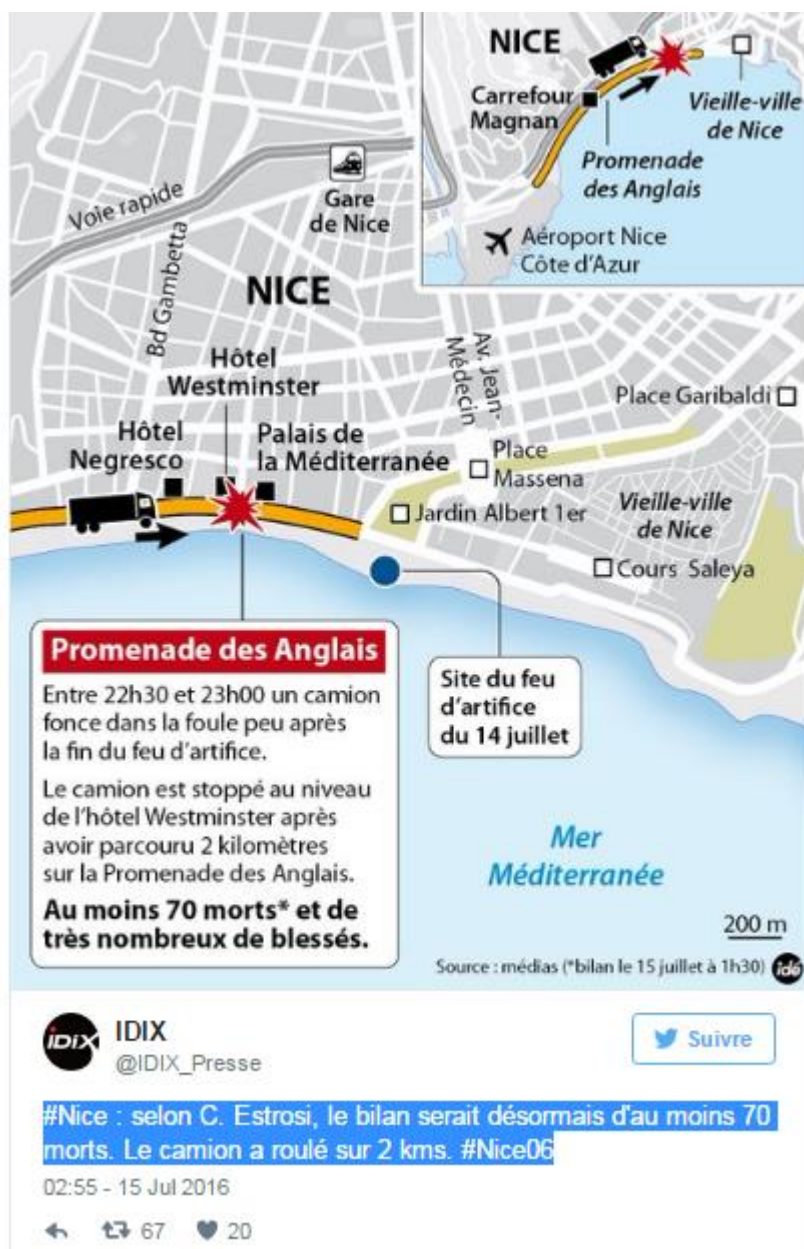 NICE
Carrefour
Magnan
Vieille-ville
de Nice
Promenade
des Anglais
Aéroport Nice
Côte d'Azur
Voie rapide
Gare
de Nice
NICE
Bd Gambetta
Hôtel
Westminster
Av. Jean-
Médecin
Place Garibaldi
Hôtel
Negresco
Palais de
la Méditerranée
Place
Massena
Jardin Albert 1er
Vieille-ville
de Nice
Cours Saleya
Promenade des Anglais
Entre 22h30 et 23h00 un camion
fonce dans la foule peu après
la fin du feu d'artifice.
Le camion est stoppé au niveau
de l'hôtel Westminster après
avoir parcouru 2 kilomètres
sur la Promenade des Anglais.
Au moins 70 morts* et de
très nombreux de blessés.
Site du feu
d'artifice
du 14 juillet
Mer
Méditerranée
200 m
Source : médias (*bilan le 15 juillet à 1h30) idé
IDIX
IDIX
@IDIX_Presse
Suivre
#Nice : selon C. Estrosi, le bilan serait désormais d'au moins 70
morts. Le camion a roulé sur 2 kms. #Nice06
02:55 - 15 Jul 2016
67 20